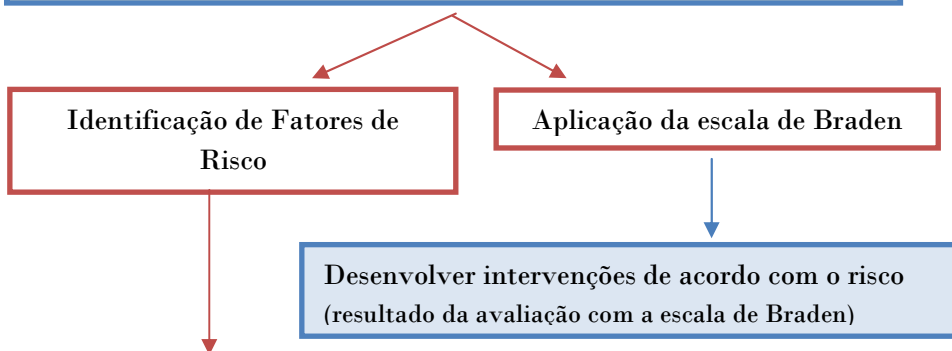 Identificação de Fatores de
Risco
Aplicação da escala de Braden
Desenvolver intervenções de acordo com o risco
(resultado da avaliação com a escala de Braden)